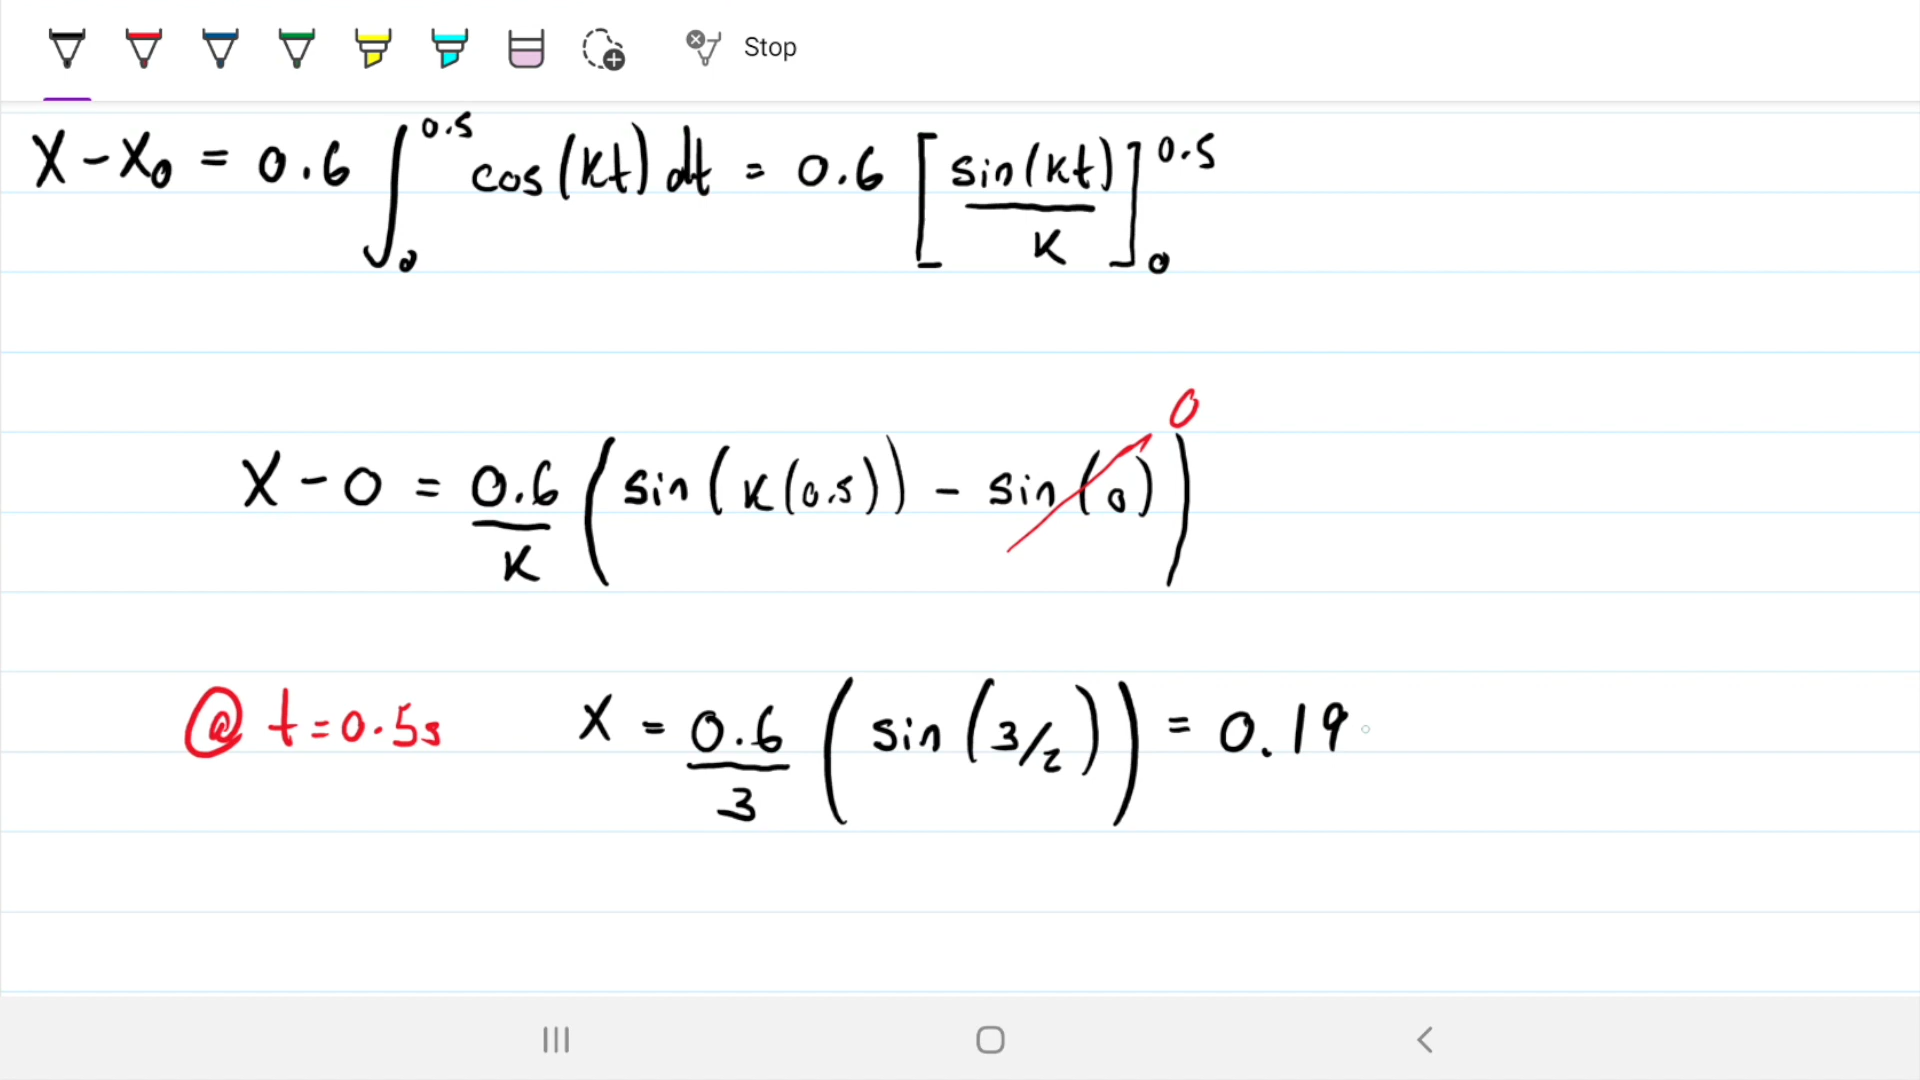 Stop
X-X₀ = 0.6 ∫₀^0.5 cos(kt) dt = 0.6 [sin(kt)/K]₀^0.5
0
X - 0 = 0.6/K (sin(K(0.5)) - sin(0))
@ t=0.5s X = 0.6/3 (sin(3/2)) = 0.19